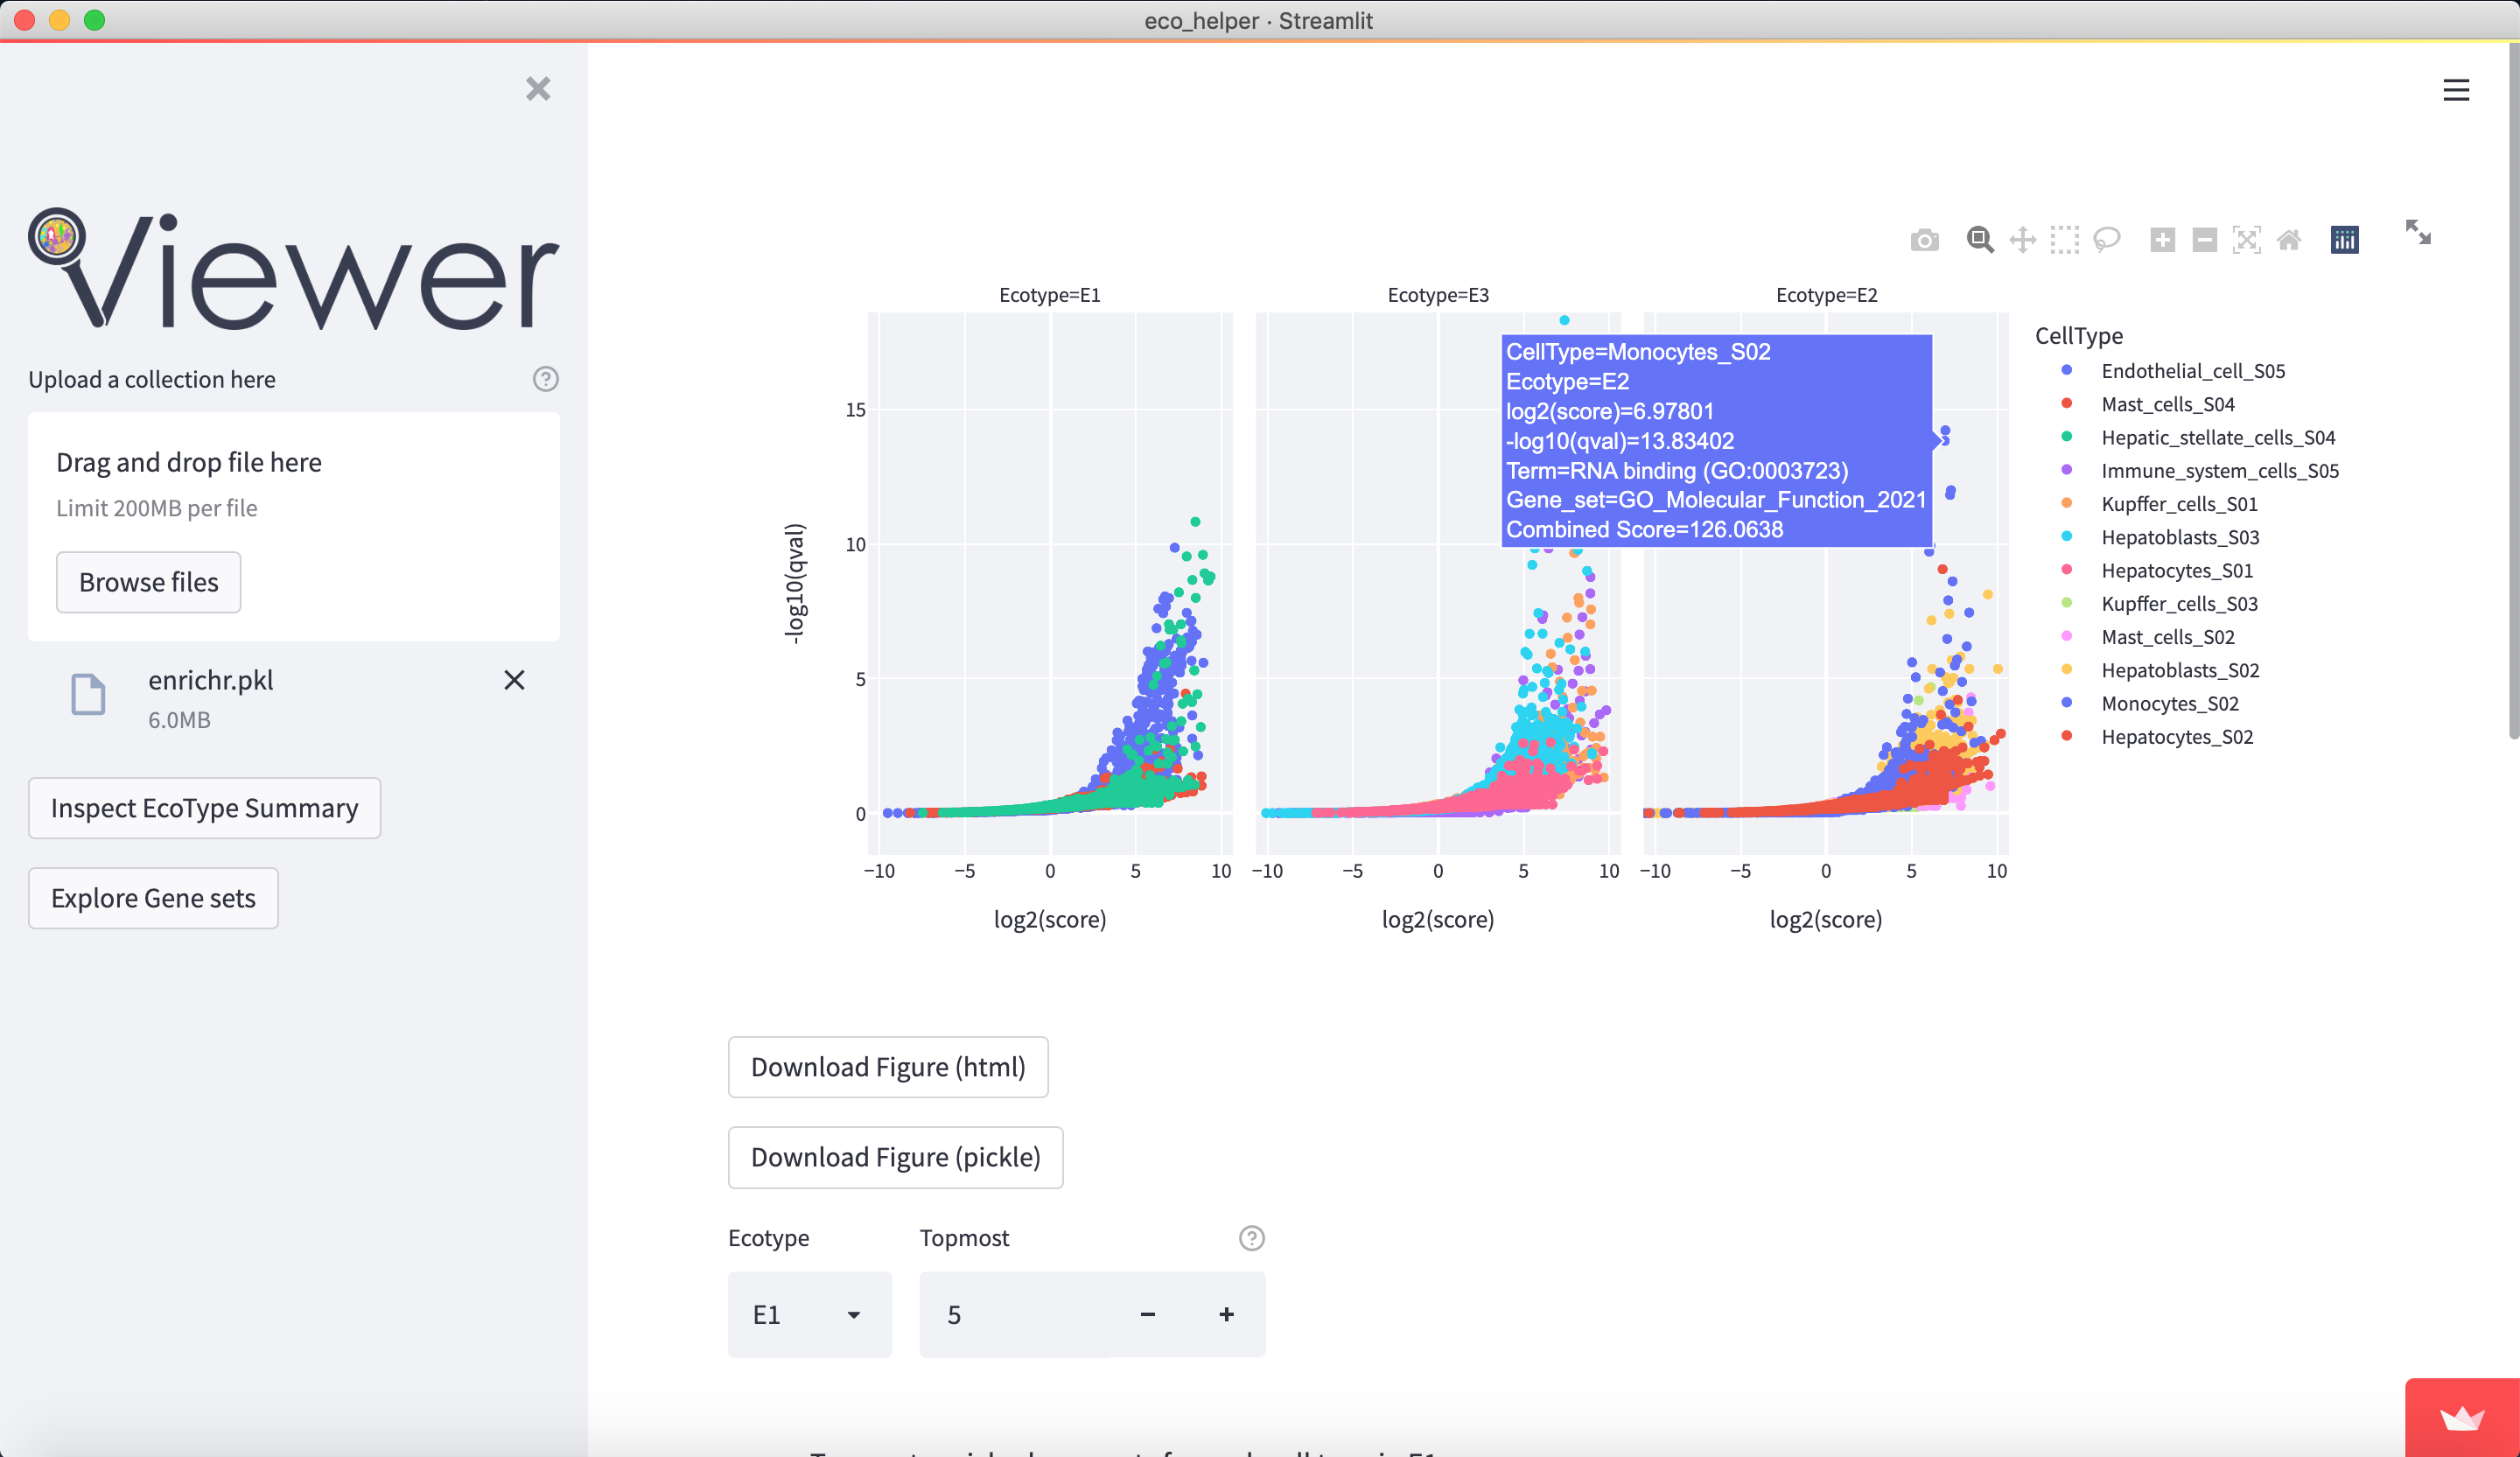 eco_helper · Streamlit
Viewer
Upload a collection here
Drag and drop file here
Limit 200MB per file
Browse files
enrichr.pkl
6.0MB
Inspect EcoType Summary
Explore Gene sets
Ecotype=E1
Ecotype=E3
Ecotype=E2
-log10(qval)
15
10
5
0
CellType=Monocytes_S02
Ecotype=E2
log2(score)=6.97801
-log10(qval)=13.83402
Term=RNA binding (GO:0003723)
Gene_set=GO_Molecular_Function_2021
Combined Score=126.0638
−10 −5 0 5 10
−10 −5 0 5 10
−10 −5 0 5 10
log2(score)
log2(score)
log2(score)
CellType
Endothelial_cell_S05
Mast_cells_S04
Hepatic_stellate_cells_S04
Immune_system_cells_S05
Kupffer_cells_S01
Hepatoblasts_S03
Hepatocytes_S01
Kupffer_cells_S03
Mast_cells_S02
Hepatoblasts_S02
Monocytes_S02
Hepatocytes_S02
Download Figure (html)
Download Figure (pickle)
Ecotype
Topmost
E1
5